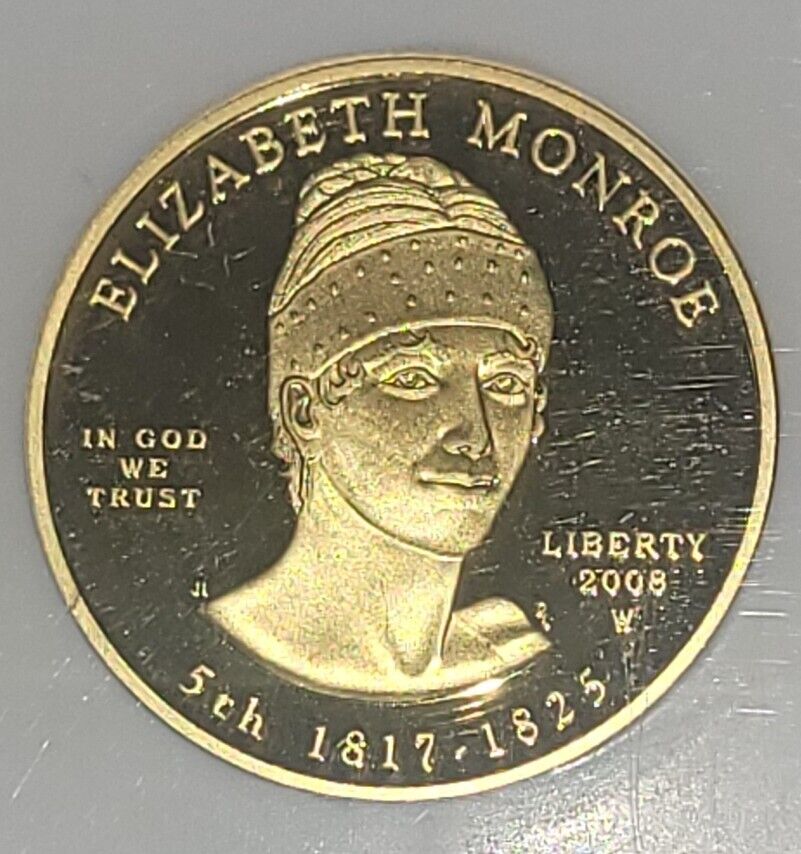 ELIZABETH MONROE
IN GOD
WE
TRUST
LIBERTY
2008
W
5th 1817-1825